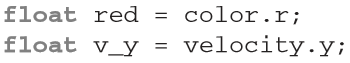 float red = color.r;
float v_y = velocity.y;